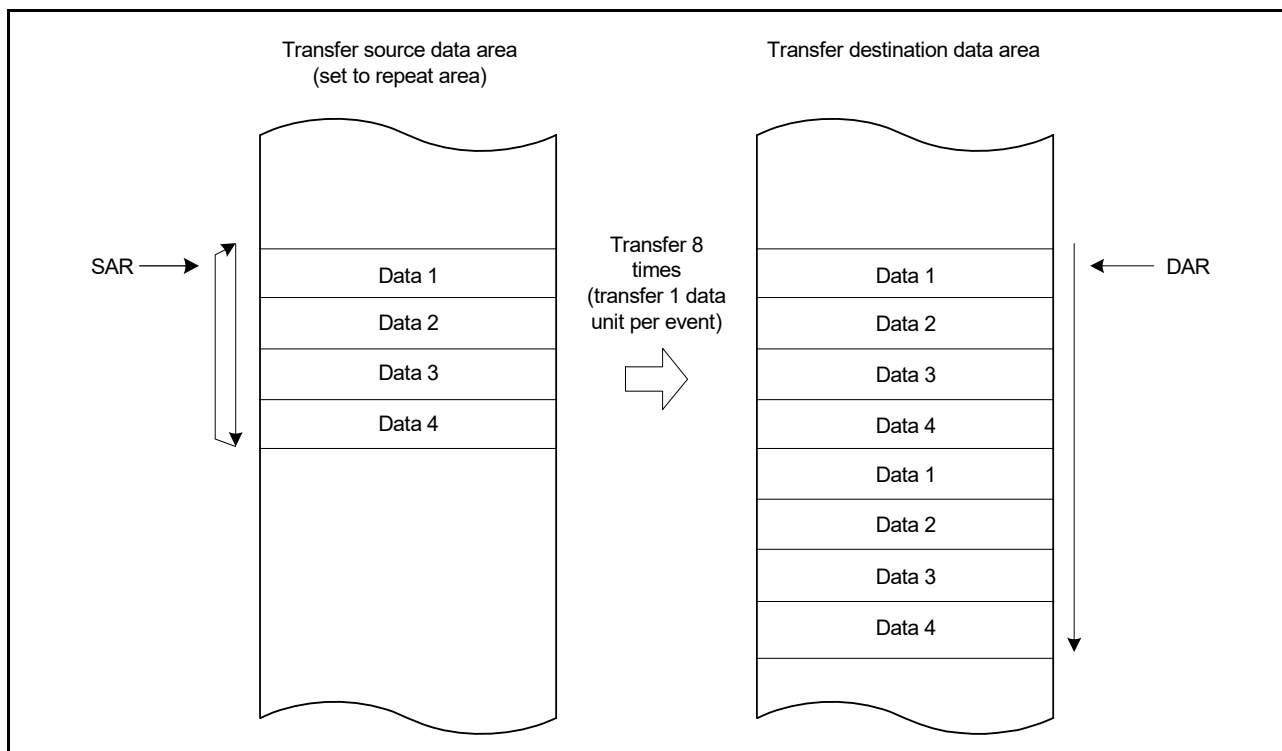 Transfer source data area
(set to repeat area)
Transfer destination data area
SAR
Data 1
Data 2
Data 3
Data 4
Transfer 8
times
(transfer 1 data
unit per event)
Data 1
Data 2
Data 3
Data 4
Data 1
Data 2
Data 3
Data 4
DAR